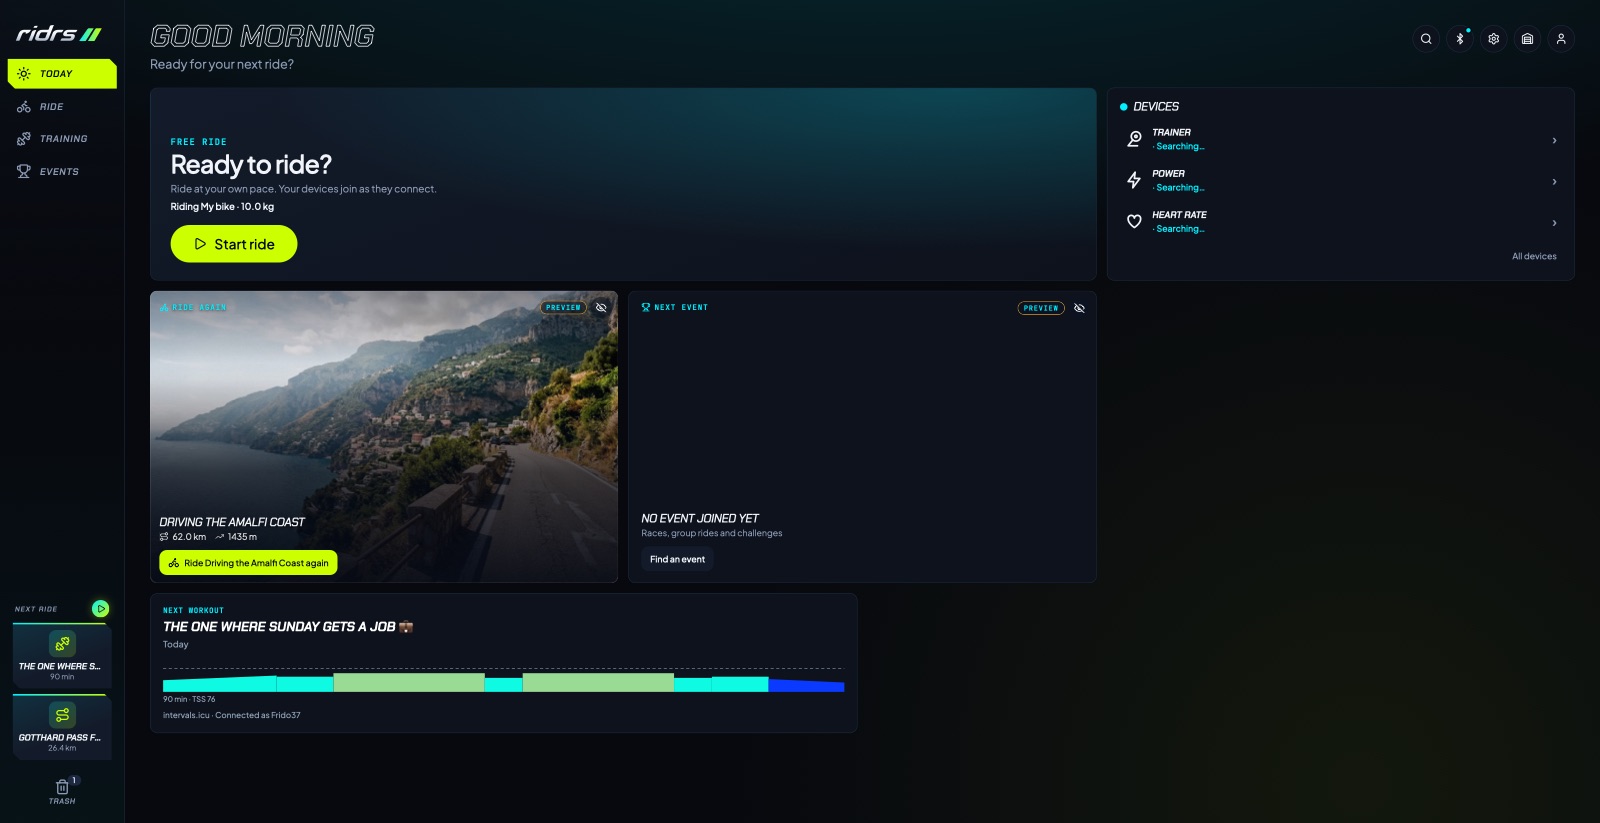 ridrs
TODAY
RIDE
TRAINING
EVENTS
NEXT RIDE
THE ONE WHERE S...
90 min
GOTTHARD PASS F...
26.4 km
1
TRASH
GOOD MORNING
Ready for your next ride?
FREE RIDE
Ready to ride?
Ride at your own pace. Your devices join as they connect.
Riding My bike · 10.0 kg
Start ride
DEVICES
TRAINER
· Searching...
POWER
· Searching...
HEART RATE
· Searching...
All devices
RIDE AGAIN
PREVIEW
DRIVING THE AMALFI COAST
62.0 km 1435 m
Ride Driving the Amalfi Coast again
NEXT EVENT
PREVIEW
NO EVENT JOINED YET
Races, group rides and challenges
Find an event
NEXT WORKOUT
THE ONE WHERE SUNDAY GETS A JOB 💼
Today
90 min · TSS 76
intervals.icu · Connected as Frido37